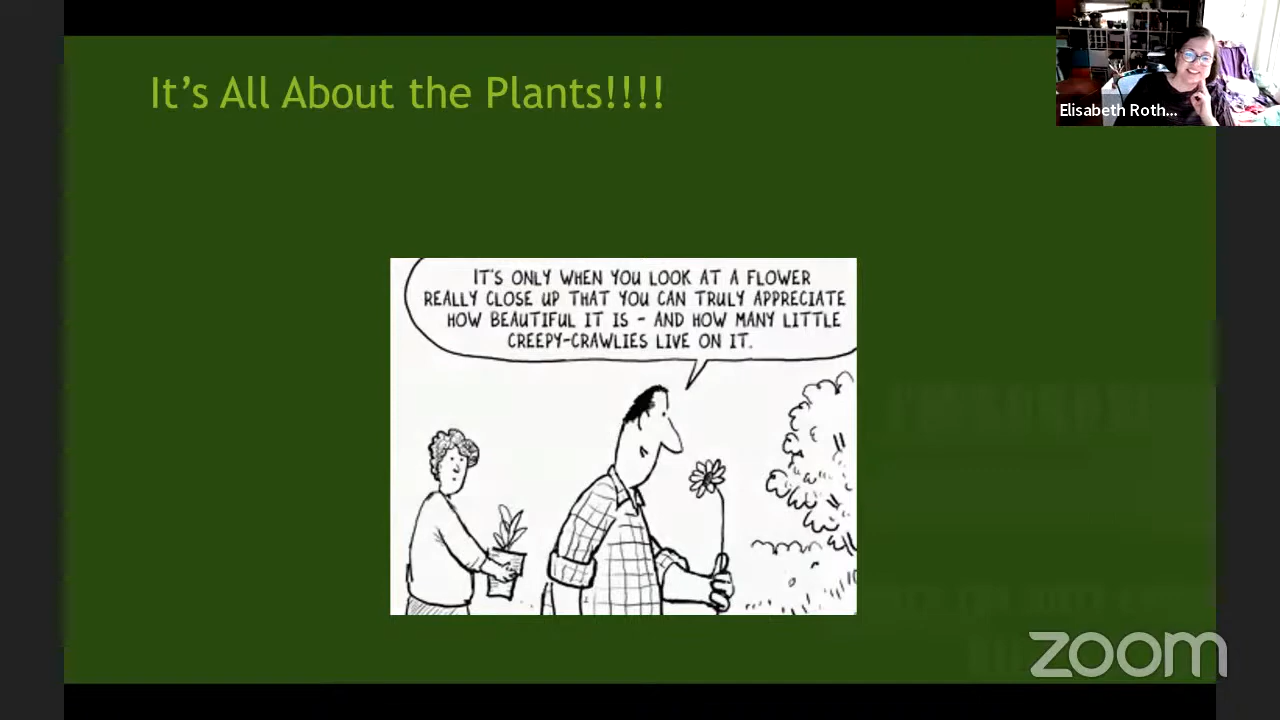 It's All About the Plants!!!!
Elisabeth Roth...
IT'S ONLY WHEN YOU LOOK AT A FLOWER
REALLY CLOSE UP THAT YOU CAN TRULY APPRECIATE
HOW BEAUTIFUL IT IS - AND HOW MANY LITTLE
CREEPY-CRAWLIES LIVE ON IT.
zoom